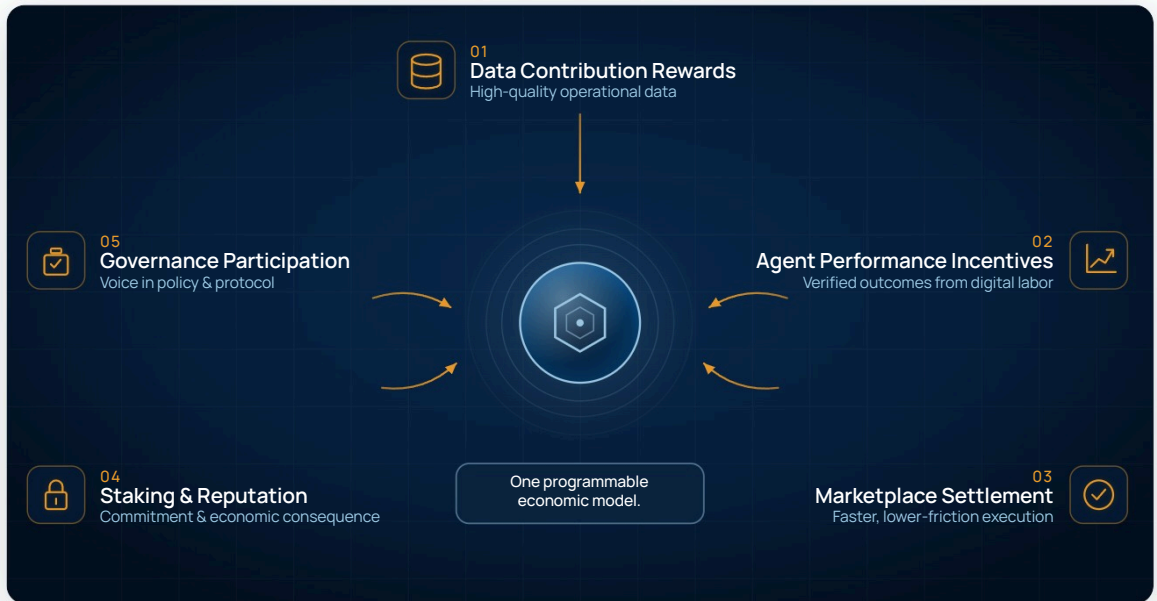 01
Data Contribution Rewards
High-quality operational data
05
Governance Participation
Voice in policy & protocol
02
Agent Performance Incentives
Verified outcomes from digital labor
04
Staking & Reputation
Commitment & economic consequence
One programmable
economic model.
03
Marketplace Settlement
Faster, lower-friction execution